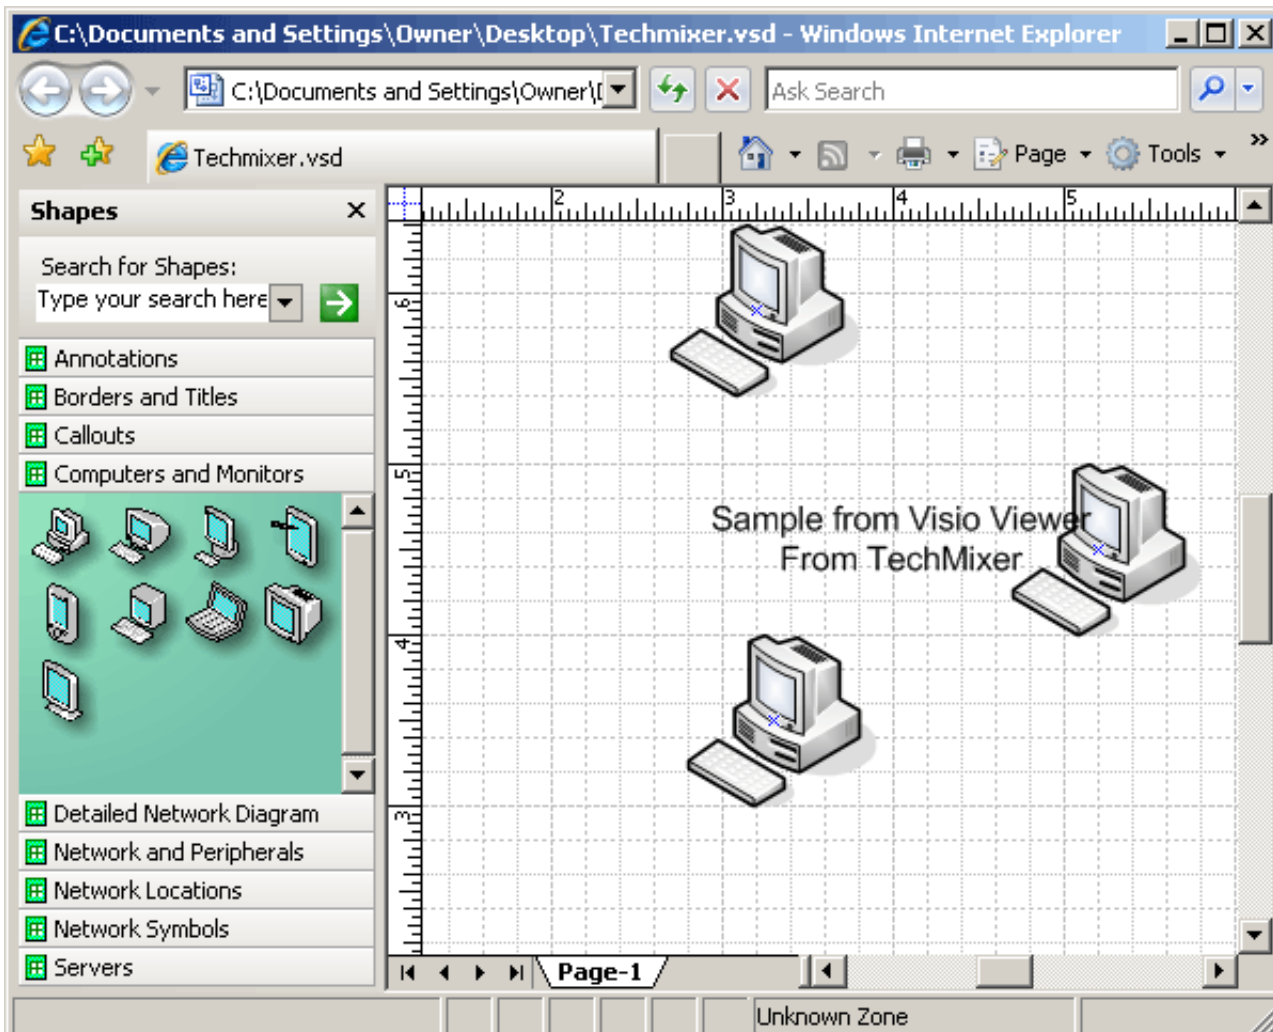 C:\Documents and Settings\Owner\Desktop\Techmixer.vsd - Windows Internet Explorer
C:\Documents and Settings\Owner\[
Ask Search
Techmixer.vsd
Page
Tools
»
Shapes
Search for Shapes:
Type your search here
Annotations
Borders and Titles
Callouts
Computers and Monitors
Detailed Network Diagram
Network and Peripherals
Network Locations
Network Symbols
Servers
2 3 4 5
6
5
4
3
Sample from Visio Viewer
From TechMixer
Page-1
Unknown Zone